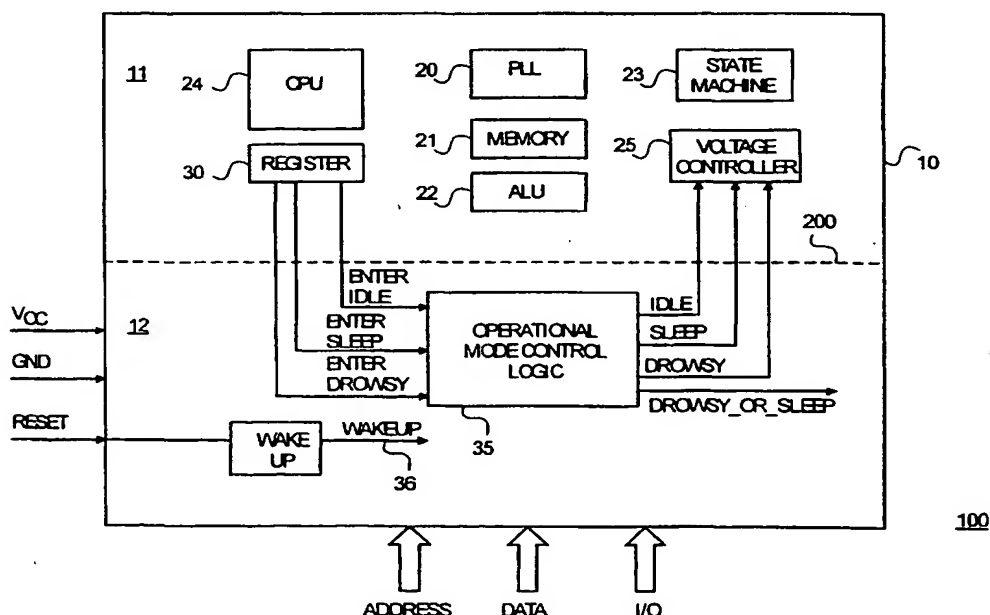 11
24
CPU
20
PLL
23
STATE
MACHINE
21
MEMORY
25
VOLTAGE
CONTROLLER
10
30
REGISTER
22
ALU
200
ENTER
IDLE
VCC
12
ENTER
SLEEP
OPERATIONAL
MODE CONTROL
LOGIC
IDLE
SLEEP
GND
ENTER
DROWSY
DROWSY
DROWSY_OR_SLEEP
RESET
WAKE
UP
WAKEUP
36
35
100
ADDRESS
DATA
I/O